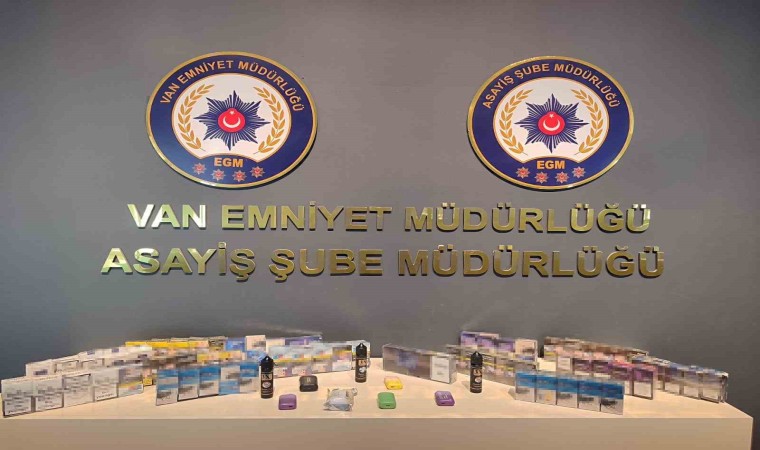 VAN EMNİYET MÜDÜRLÜĞÜ
EGM
ASAYİŞ ŞUBE MÜDÜRLÜĞÜ
EGM
VAN EMNİYET MÜDÜRLÜĞÜ
ASAYİŞ ŞUBE MÜDÜRLÜĞÜ